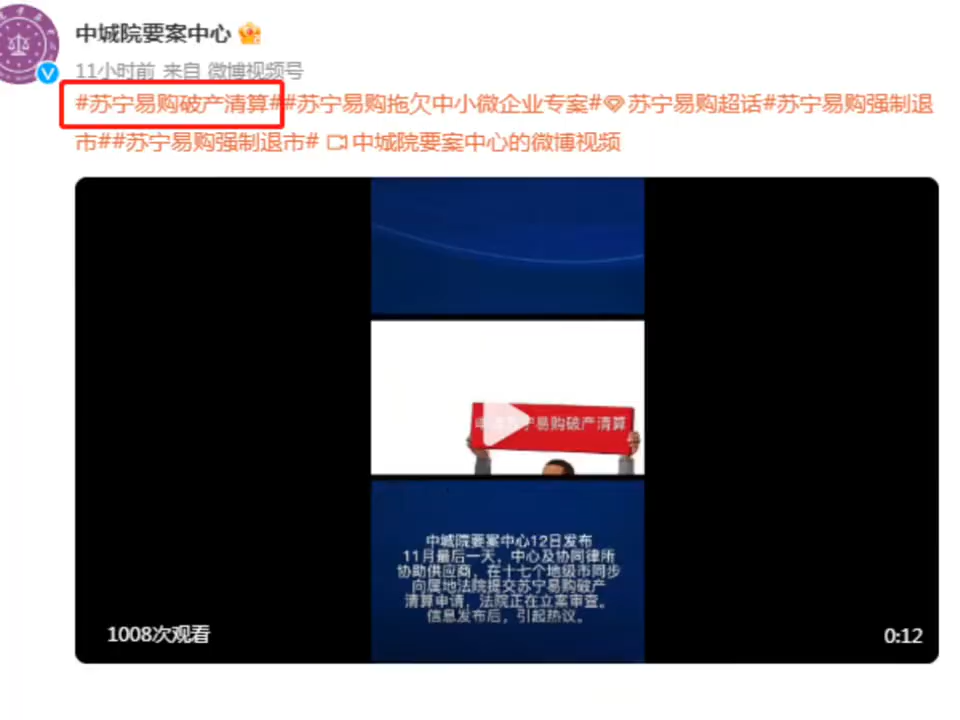 中城院要案中心
11小时前 来自 微博视频号
#苏宁易购破产清算##苏宁易购拖欠中小微企业专案# 苏宁易购超话#苏宁易购强制退
市##苏宁易购强制退市# 中城院要案中心的微博视频
苏宁易购破产清算
中城院要案中心12日发布
11月最后一天，中心及协同律所
协助供应商，在十七个地级市同步
向属地法院提交苏宁易购破产
清算申请，法院正在立案审查。
信息发布后，引起热议。
1008次观看
0:12